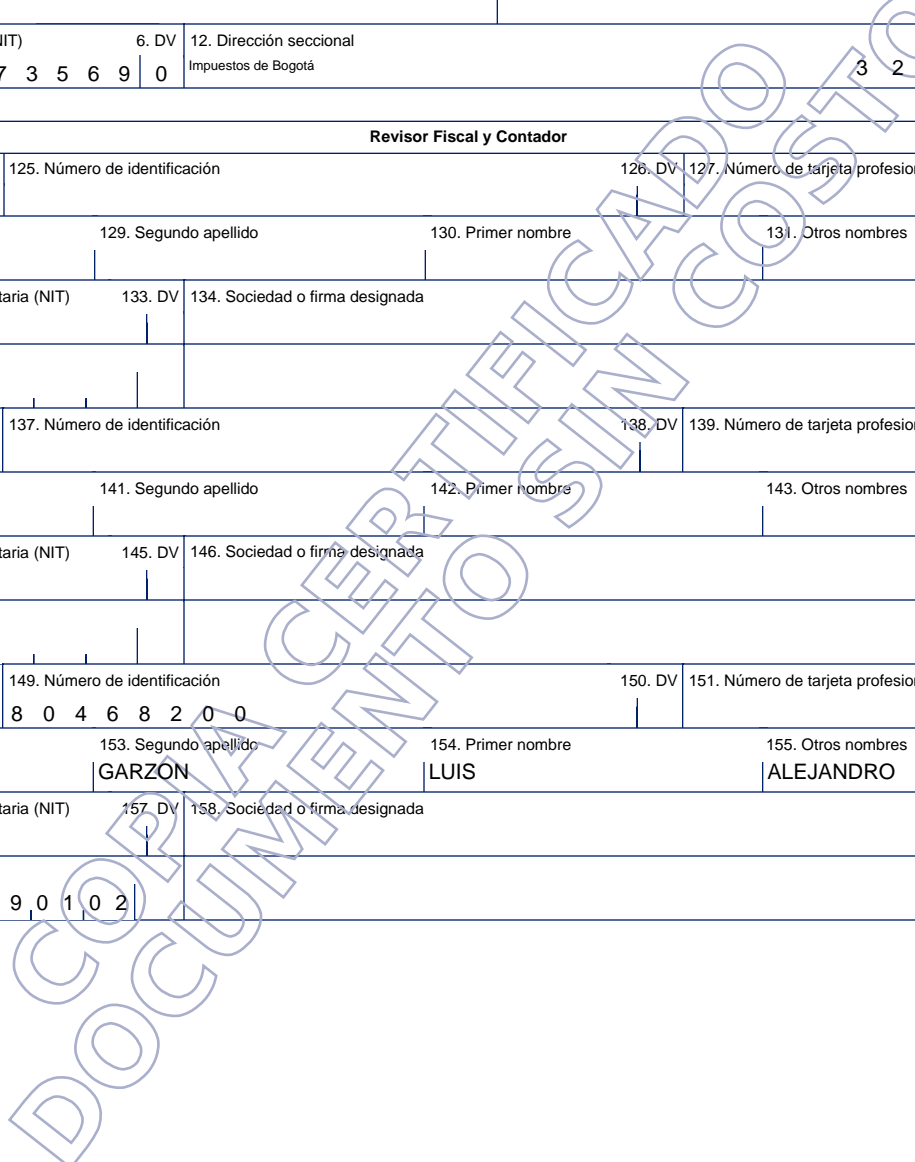 NIT) 6. DV 12. Dirección seccional
7 3 5 6 9 0 Impuestos de Bogotá 3 2
Revisor Fiscal y Contador
125. Número de identificación 126. DV 127. Número de tarjeta profesion
129. Segundo apellido 130. Primer nombre 131. Otros nombres
taria (NIT) 133. DV 134. Sociedad o firma designada
137. Número de identificación 138. DV 139. Número de tarjeta profesion
141. Segundo apellido 142. Primer nombre 143. Otros nombres
taria (NIT) 145. DV 146. Sociedad o firma designada
149. Número de identificación 150. DV 151. Número de tarjeta profesion
8 0 4 6 8 2 0 0
153. Segundo apellido 154. Primer nombre 155. Otros nombres
GARZON LUIS ALEJANDRO
taria (NIT) 157. DV 158. Sociedad o firma designada
9 0 1 0 2
COPIA CERTIFICADO
DOCUMENTO SIN COSTO